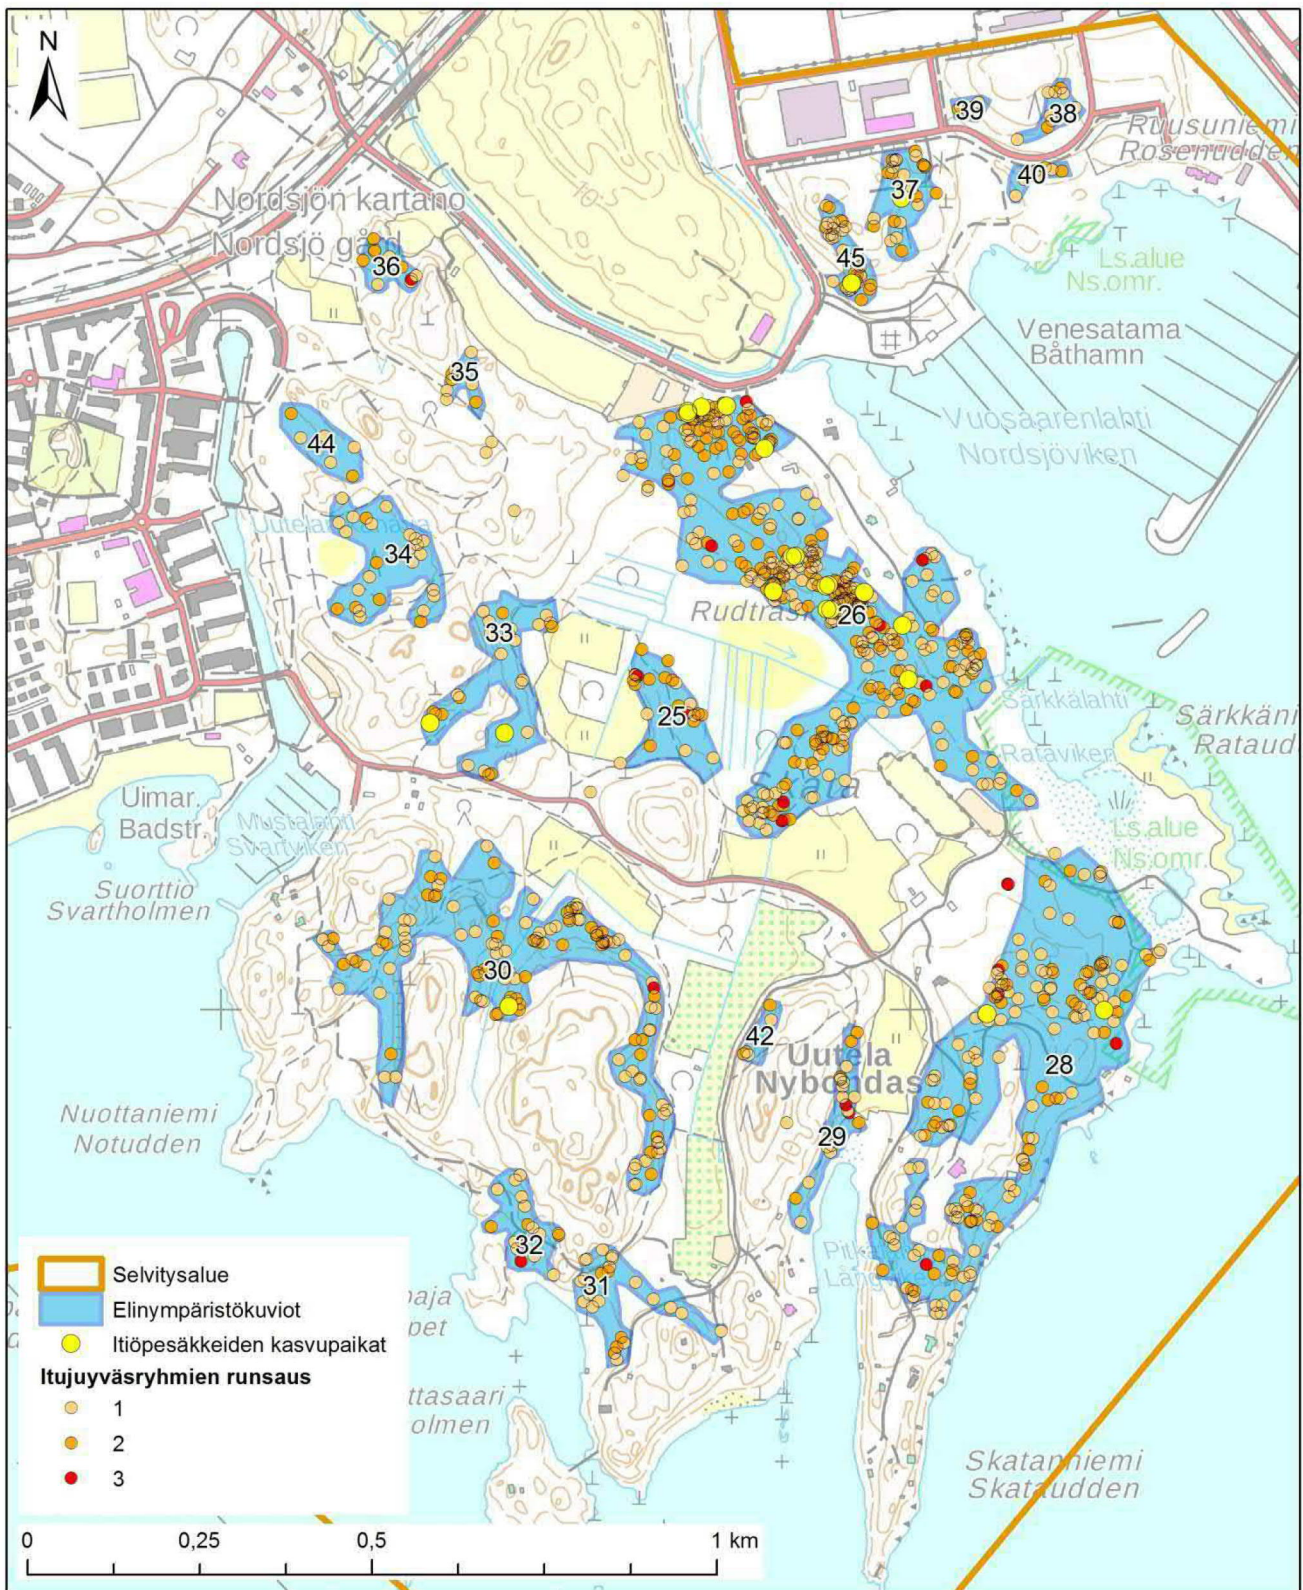 N
39
38
Ruusuniemi
Rosenudden
40
37
Nordsjön kartano
Nordsjö gård
36
45
Ls.alue
Ns.omr.
Venesatama
Båthamn
35
44
Vuosaarenlahti
Nordsjöviken
34
Rudträsk
26
33
25
Särkkälahti
Rataviken
Uimar.
Badstr.
Mustalahti
Svartviken
Skata
Ls.alue
Ns.omr.
Suorttio
Svartholmen
30
42
Uutela
Nybondas
28
Nuottaniemi
Notudden
29
32
31
Selvitysalue
Elinympäristökuviot
Itiöpesäkkeiden kasvupaikat
Itujuyväsryhmien runsaus
1
2
3
Skatanniemi
Skataudden
0
0,25
0,5
1 km